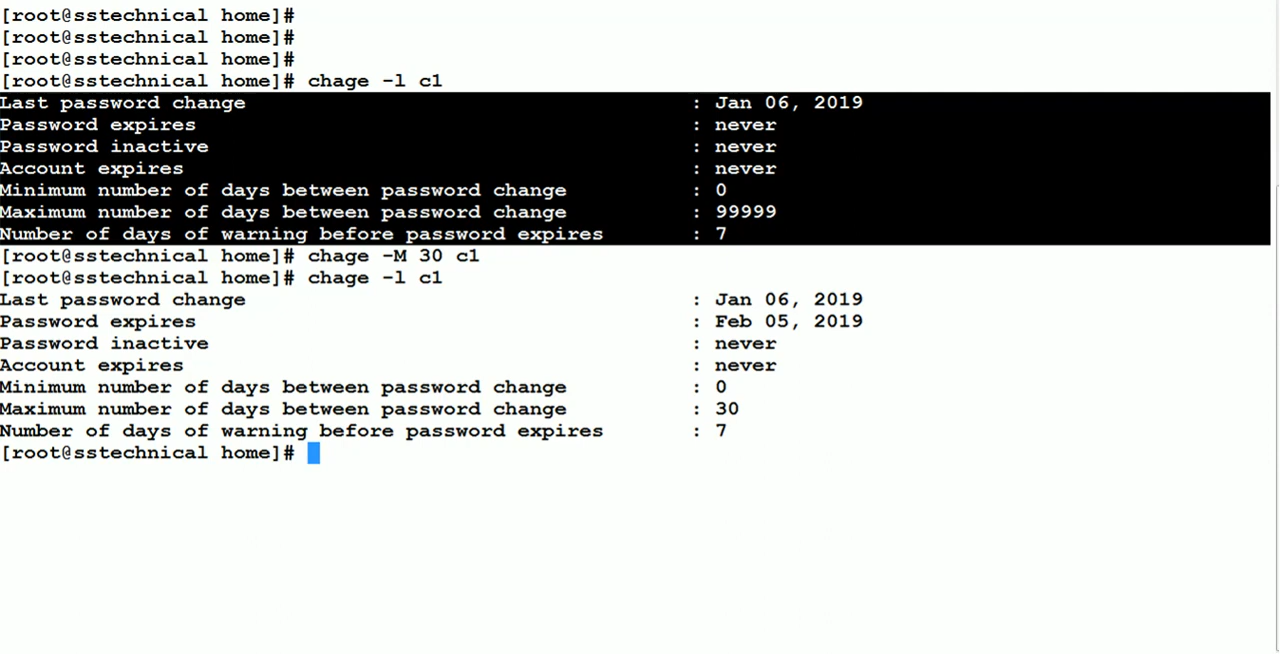 [root@sstechnical home]#
[root@sstechnical home]#
[root@sstechnical home]#
[root@sstechnical home]# chage -l c1
Last password change : Jan 06, 2019
Password expires : never
Password inactive : never
Account expires : never
Minimum number of days between password change : 0
Maximum number of days between password change : 99999
Number of days of warning before password expires : 7
[root@sstechnical home]# chage -M 30 c1
[root@sstechnical home]# chage -l c1
Last password change : Jan 06, 2019
Password expires : Feb 05, 2019
Password inactive : never
Account expires : never
Minimum number of days between password change : 0
Maximum number of days between password change : 30
Number of days of warning before password expires : 7
[root@sstechnical home]#